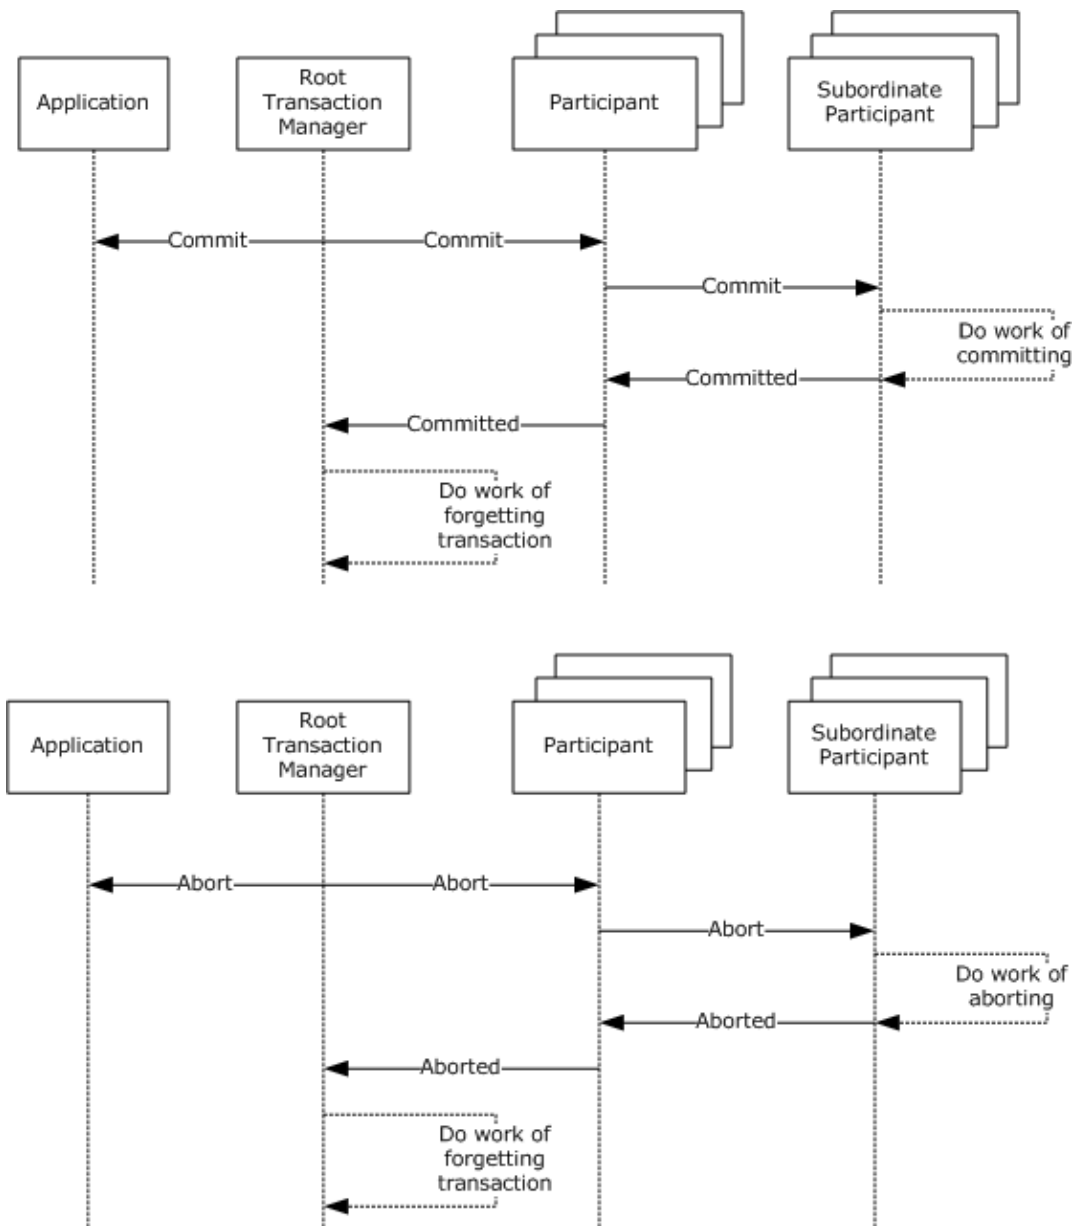 Application
Root
Transaction
Manager
Participant
Subordinate
Participant
Commit
Commit
Commit
Do work of
committing
Committed
Committed
Do work of
forgetting
transaction
Application
Root
Transaction
Manager
Participant
Subordinate
Participant
Abort
Abort
Abort
Do work of
aborting
Aborted
Aborted
Do work of
forgetting
transaction